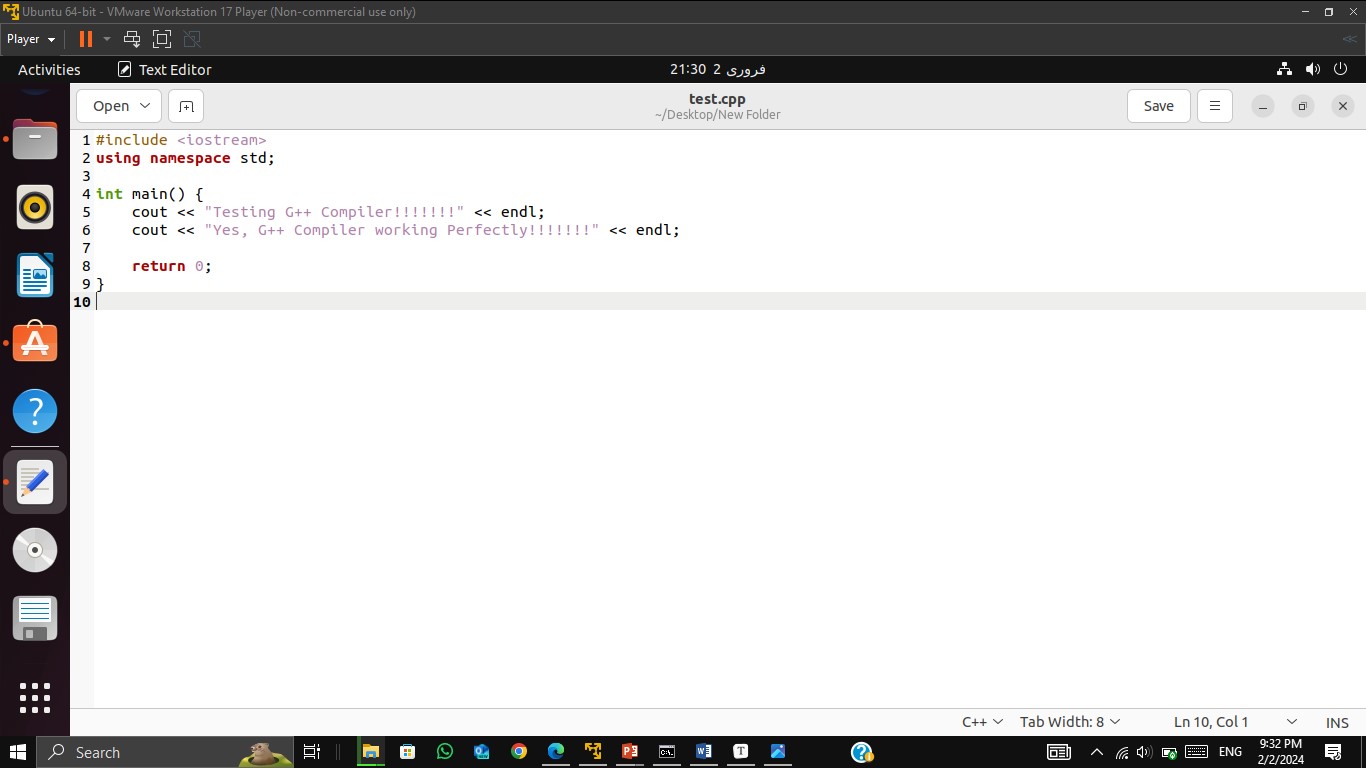 Ubuntu 64-bit - VMware Workstation 17 Player (Non-commercial use only)
Player
Activities
Text Editor
21:30 2 فروری
Open
test.cpp
~/Desktop/New Folder
Save
1 #include <iostream>
2 using namespace std;
3
4 int main() {
5     cout << "Testing G++ Compiler!!!!!!!" << endl;
6     cout << "Yes, G++ Compiler working Perfectly!!!!!!!" << endl;
7
8     return 0;
9 }
10
C++
Tab Width: 8
Ln 10, Col 1
INS
Search
ENG
9:32 PM
2/2/2024